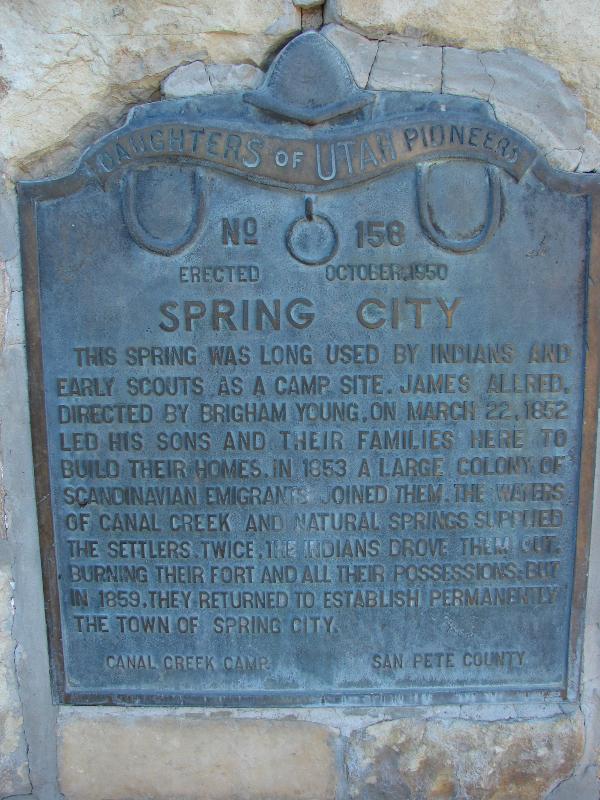 DAUGHTERS OF UTAH PIONEERS
Nº 158
ERECTED OCTOBER, 1950
SPRING CITY
THIS SPRING WAS LONG USED BY INDIANS AND
EARLY SCOUTS AS A CAMP SITE. JAMES ALLRED,
DIRECTED BY BRIGHAM YOUNG, ON MARCH 22, 1852
LED HIS SONS AND THEIR FAMILIES HERE TO
BUILD THEIR HOMES. IN 1853 A LARGE COLONY OF
SCANDINAVIAN EMIGRANTS JOINED THEM. THE WATERS
OF CANAL CREEK AND NATURAL SPRINGS SUPPLIED
THE SETTLERS. TWICE, THE INDIANS DROVE THEM OUT,
BURNING THEIR FORT AND ALL THEIR POSSESSIONS, BUT
IN 1859, THEY RETURNED TO ESTABLISH PERMANENTLY
THE TOWN OF SPRING CITY.
CANAL CREEK CAMP SAN PETE COUNTY